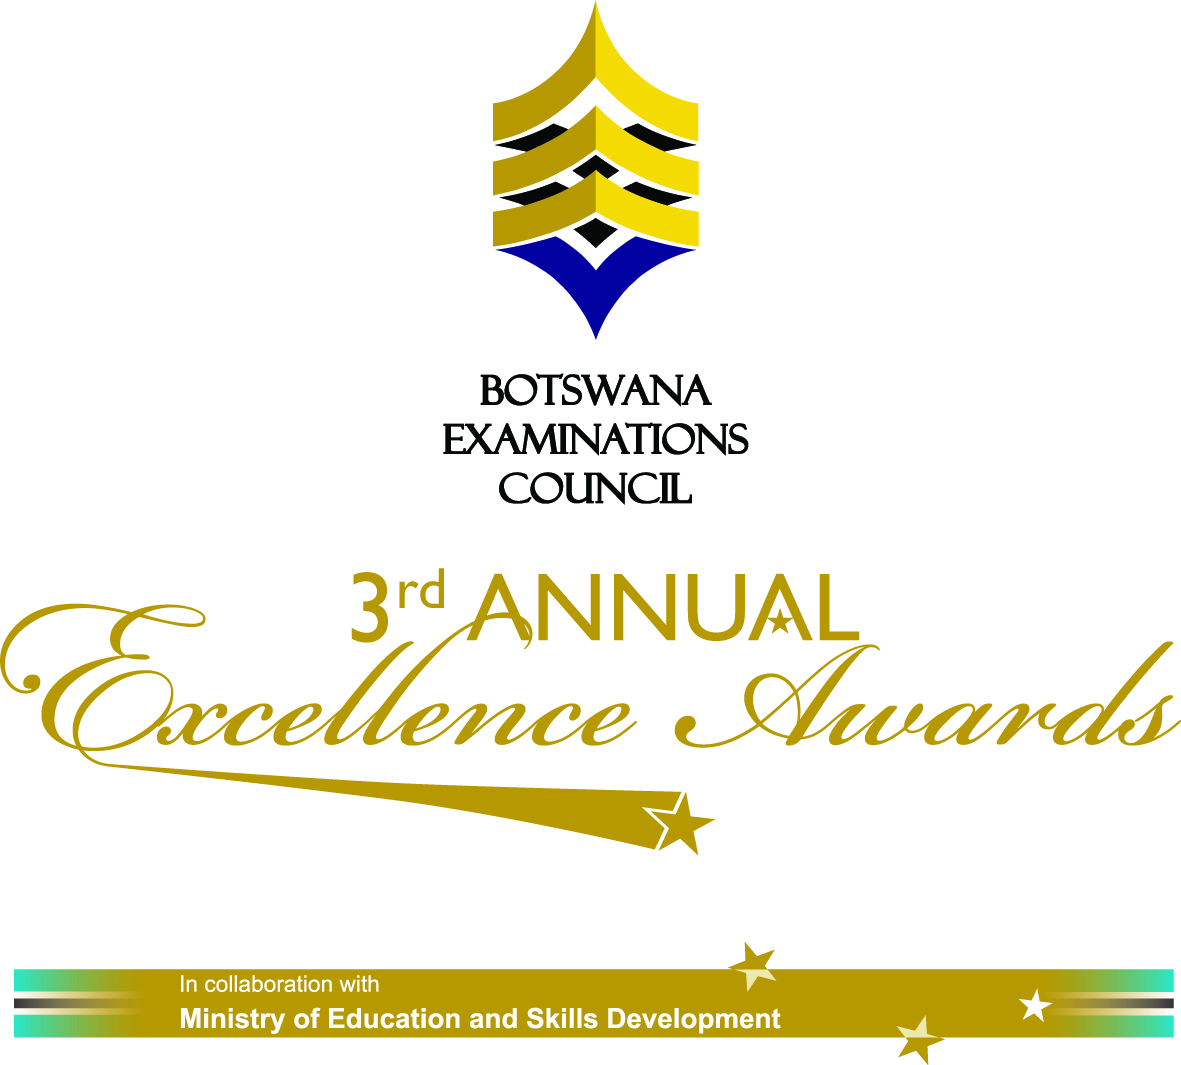 BOTSWANA
EXAMINATIONS
COUNCIL
3rd ANNUAL
Excellence Awards
In collaboration with
Ministry of Education and Skills Development